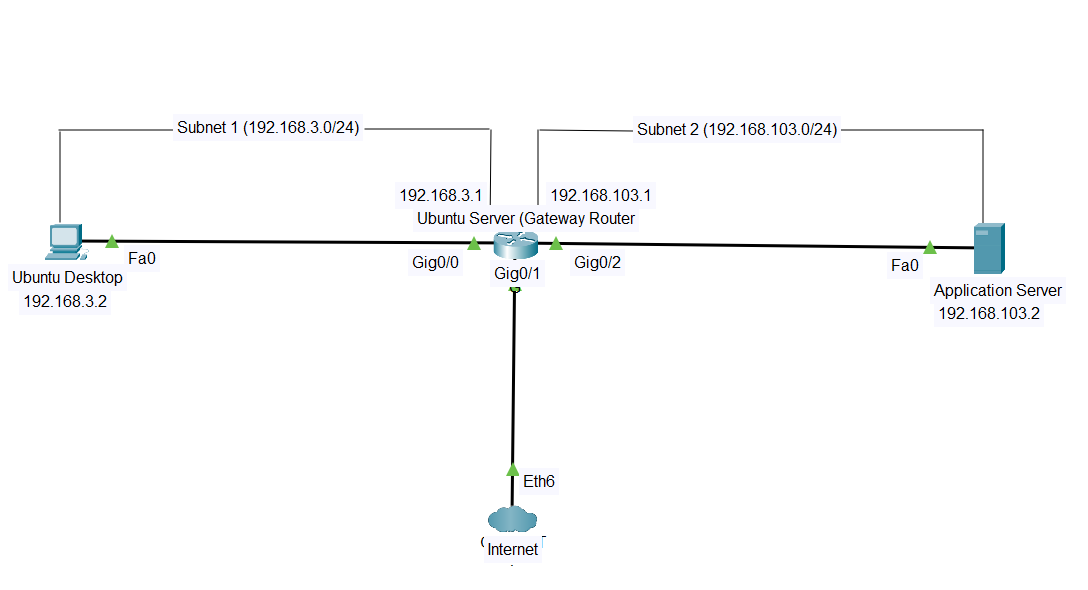 Subnet 1 (192.168.3.0/24)
Subnet 2 (192.168.103.0/24)
192.168.3.1
192.168.103.1
Ubuntu Server (Gateway Router
Fa0
Gig0/0
Gig0/1
Gig0/2
Fa0
Ubuntu Desktop
192.168.3.2
Application Server
192.168.103.2
Eth6
Internet